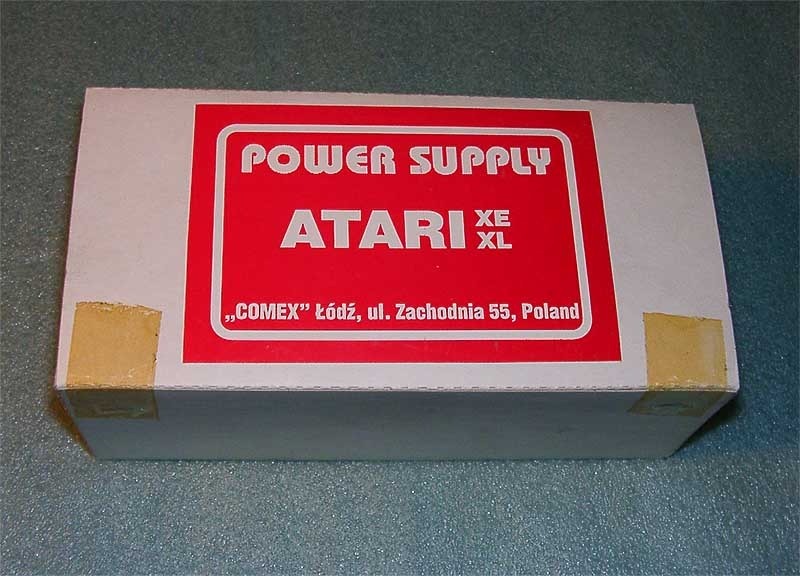 POWER SUPPLY
ATARI XE
XL
„COMEX” Łódź, ul. Zachodnia 55, Poland